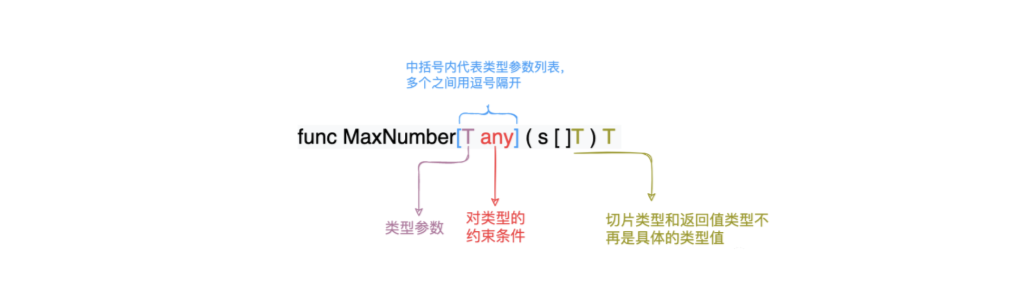 中括号内代表类型参数列表，
多个之间用逗号隔开
func MaxNumber[T any] ( s [ ]T ) T
类型参数
对类型的
约束条件
切片类型和返回值类型不
再是具体的类型值